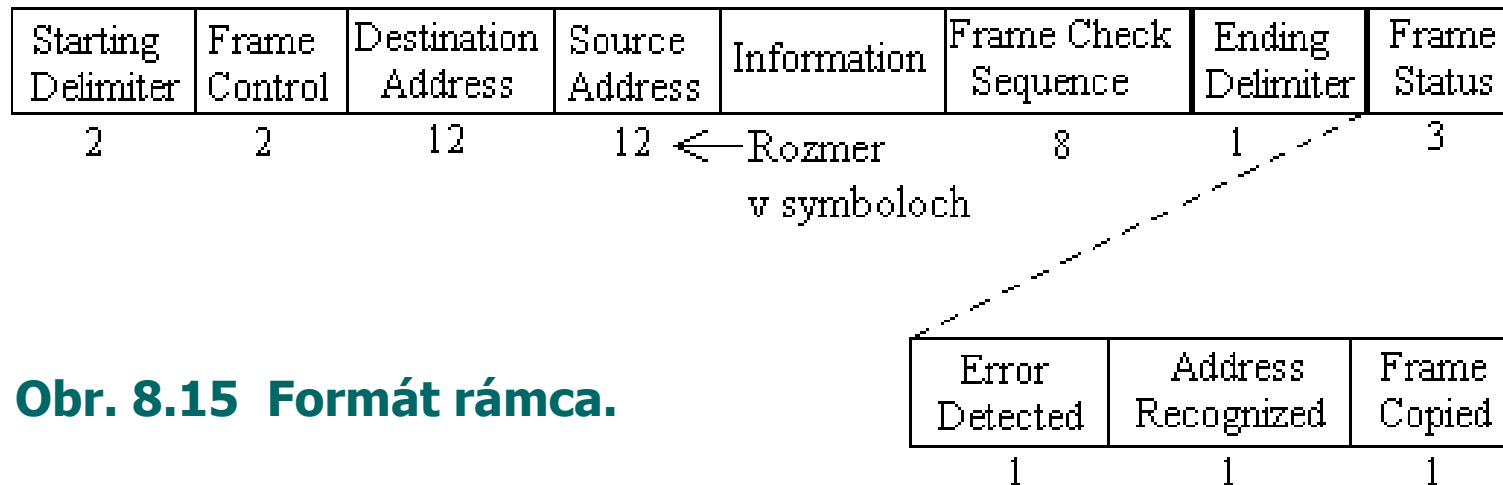 Starting Frame Destination Source Information Frame Check Ending Frame
Delimiter Control Address Address Sequence Delimiter Status
2 2 12 12 Rozmer 8 1 3
v symboloch
Error Address Frame
Obr. 8.15 Formát rámca.
Detected Recognized Copied
1 1 1